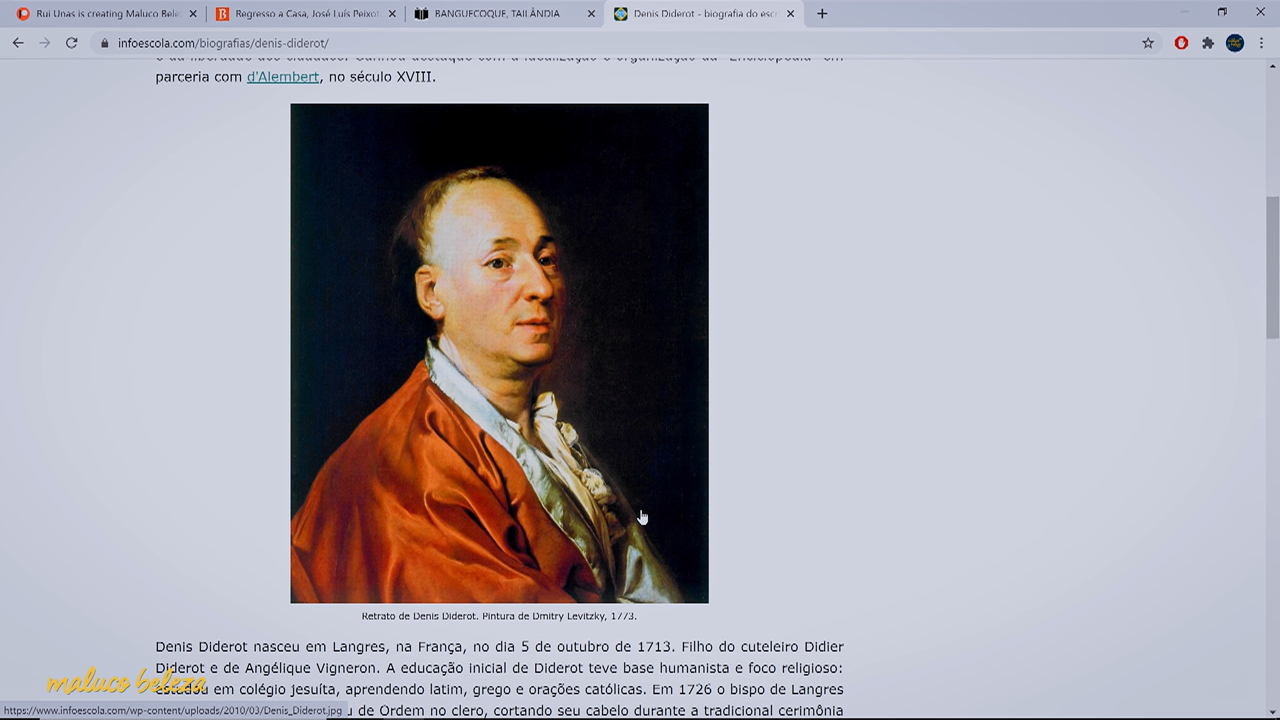 Rui Unas is creating Maluco Bele
Regresso a Casa, José Luís Peixot
BANGUECOQUE, TAILÂNDIA
Denis Diderot - biografia do escri
infoescola.com/biografias/denis-diderot/
parceria com d'Alembert, no século XVIII.
Retrato de Denis Diderot. Pintura de Dmitry Levitzky, 1773.
Denis Diderot nasceu em Langres, na França, no dia 5 de outubro de 1713. Filho do cuteleiro Didier
Diderot e de Angélique Vigneron. A educação inicial de Diderot teve base humanista e foco religioso:
em colégio jesuíta, aprendendo latim, grego e orações católicas. Em 1726 o bispo de Langres
maluco beleza
de Ordem no clero, cortando seu cabelo durante a tradicional cerimônia
https://www.infoescola.com/wp-content/uploads/2010/03/Denis_Diderot.jpg